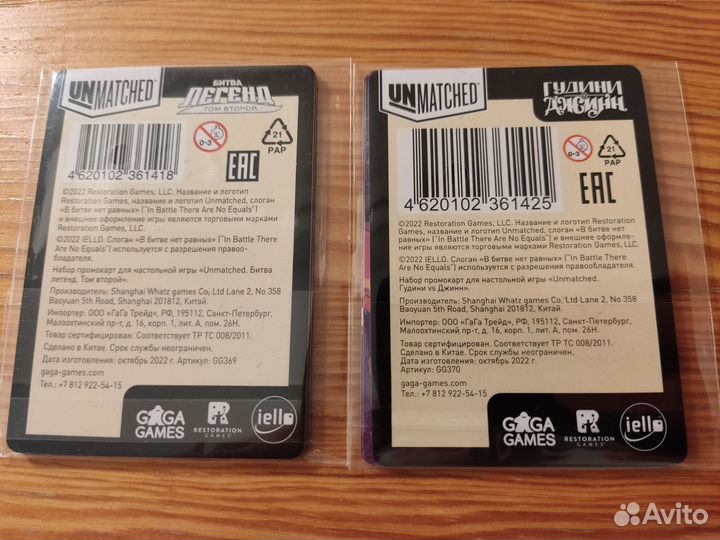 UNMATCHED
БИТВА
ЛЕГЕНД
ТОМ ВТОРОЙ
4 620102 361418
0-3
21
PAP
EAC
©2022 Restoration Games, LLC. Название и логотип
Restoration Games, LLC. Название и логотип Unmatched, слоган
«В битве нет равных» ("In Battle There Are No Equals")
и внешнее оформление игры являются торговыми марками
Restoration Games, LLC.
©2022 IELLO. Слоган «В битве нет равных» ("In Battle There
Are No Equals") используется с разрешения правоо-
бладателя.
Набор промокарт для настольной игры «Unmatched. Битва
легенд. Том второй».
Производитель: Shanghai Whatz games Co, Ltd Lane 2, No 358
Baoyuan 5th Road, Shanghai 201812, Китай.
Импортер: ООО «ГаГа Трейд», РФ, 195112, Санкт-Петербург,
Малоохтинский пр-т, д. 16, корп. 1, лит. А, пом. 26Н.
Товар сертифицирован. Соответствует ТР ТС 008/2011.
Сделано в Китае. Срок службы неограничен.
Дата изготовления: октябрь 2022 г. Артикул: GG369
gaga-games.com
Тел.: +7 812 922-54-15
GAGA
GAMES
RESTORATION
GAMES
iello
UNMATCHED
ГУДИНИ
ДЖИНН
4 620102 361425
0-3
21
PAP
EAC
©2022 Restoration Games, LLC. Название и логотип Restoration
Games, LLC. Название и логотип Unmatched, слоган «В битве нет
равных» ("In Battle There Are No Equals") и внешнее оформле-
ние игры являются торговыми марками Restoration Games, LLC.
©2022 IELLO. Слоган «В битве нет равных» ("In Battle There Are
No Equals") используется с разрешения правообладателя.
Набор промокарт для настольной игры «Unmatched.
Гудини vs Джинн».
Производитель: Shanghai Whatz games Co, Ltd Lane 2, No 358
Baoyuan 5th Road, Shanghai 201812, Китай.
Импортер: ООО «ГаГа Трейд», РФ, 195112, Санкт-Петербург,
Малоохтинский пр-т, д. 16, корп. 1, лит. А, пом. 26Н.
Товар сертифицирован. Соответствует ТР ТС 008/2011.
Сделано в Китае. Срок службы неограничен.
Дата изготовления: октябрь 2022 г.
Артикул: GG370
gaga-games.com
Тел.: +7 812 922-54-15
GAGA
GAMES
RESTORATION
GAMES
iello
Avito